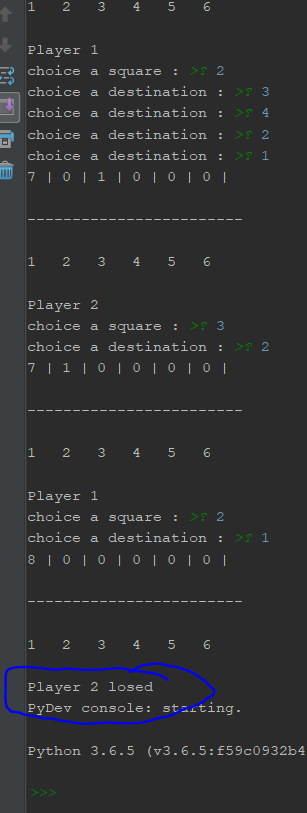 1 2 3 4 5 6
Player 1
choice a square : >? 2
choice a destination : >? 3
choice a destination : >? 4
choice a destination : >? 2
choice a destination : >? 1
7 | 0 | 1 | 0 | 0 | 0 |
------------------------
1 2 3 4 5 6
Player 2
choice a square : >? 3
choice a destination : >? 2
7 | 1 | 0 | 0 | 0 | 0 |
------------------------
1 2 3 4 5 6
Player 1
choice a square : >? 2
choice a destination : >? 1
8 | 0 | 0 | 0 | 0 | 0 |
------------------------
1 2 3 4 5 6
Player 2 losed
PyDev console: starting.
Python 3.6.5 (v3.6.5:f59c0932b4
>>>